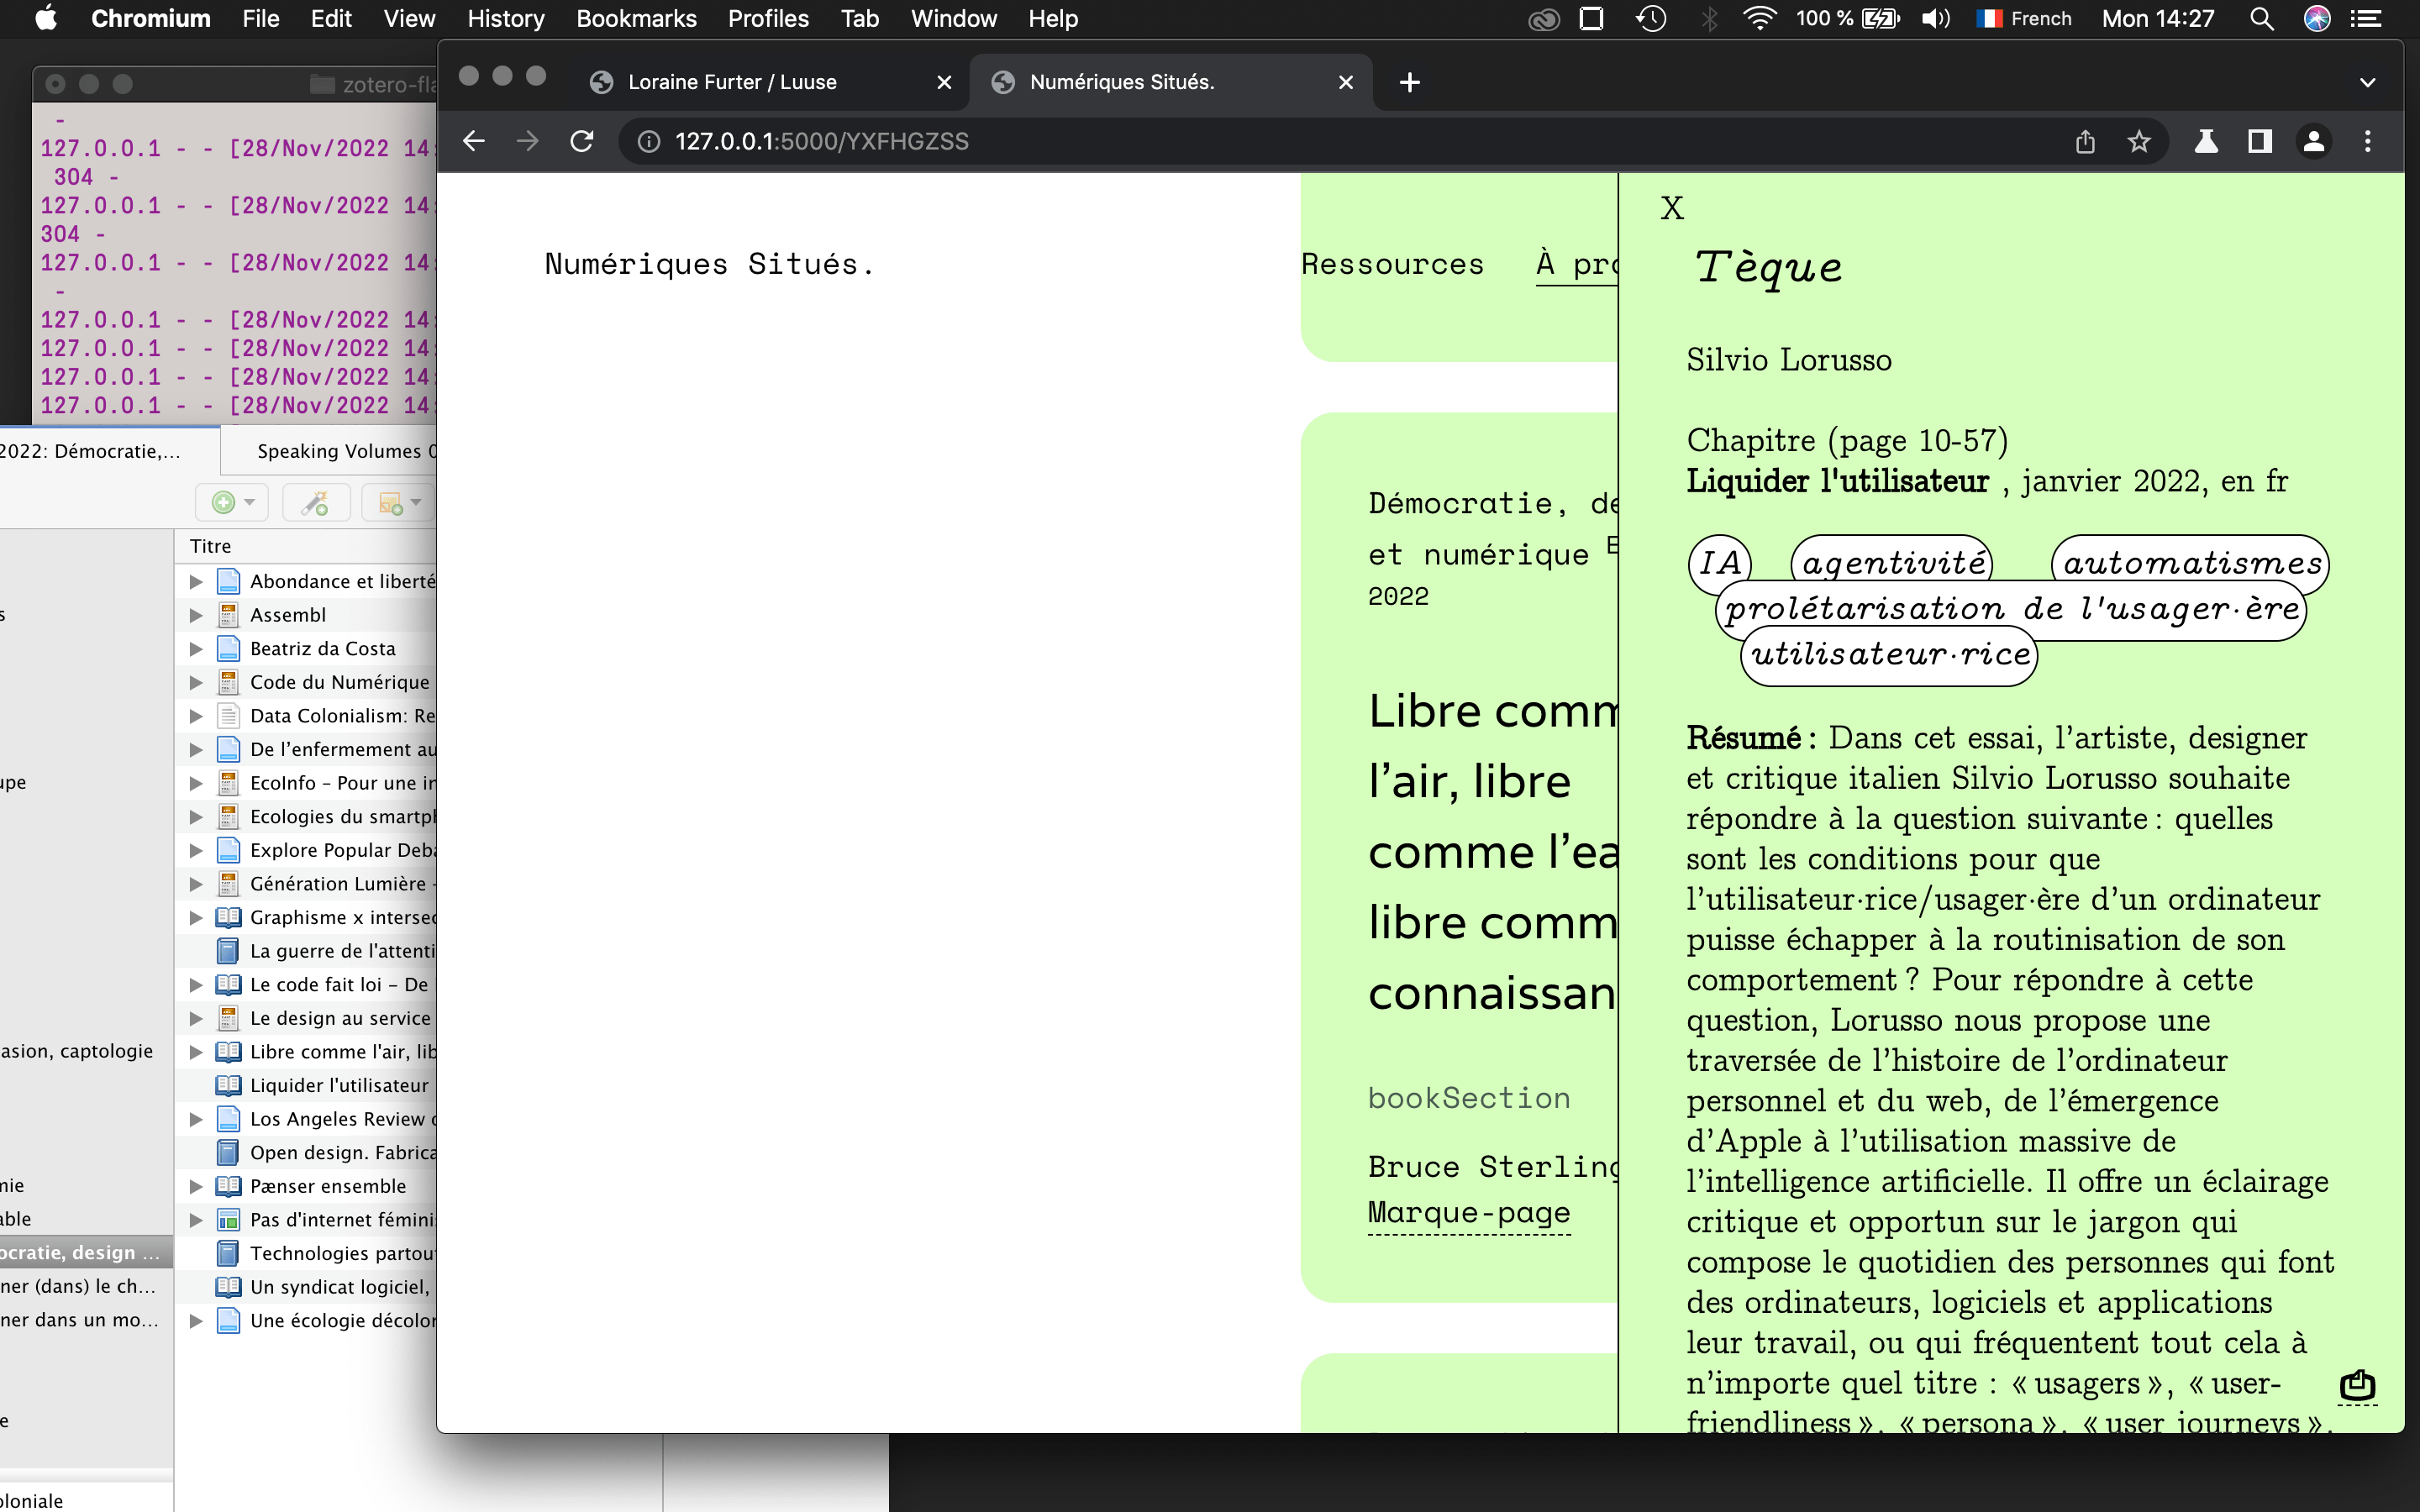 Chromium File Edit View History Bookmarks Profiles Tab Window Help 100 % French Mon 14:27
zotero-fla
-
127.0.0.1 - - [28/Nov/2022 14:
304 -
127.0.0.1 - - [28/Nov/2022 14:
304 -
127.0.0.1 - - [28/Nov/2022 14:
-
127.0.0.1 - - [28/Nov/2022 14:
127.0.0.1 - - [28/Nov/2022 14:
127.0.0.1 - - [28/Nov/2022 14:
127.0.0.1 - - [28/Nov/2022 14:
2022: Démocratie,... Speaking Volumes
s
upe
asion, captologie
mie
able
ocratie, design ...
ner (dans) le ch...
ner dans un mo...
e
oloniale
Titre
Abondance et liberté
Assembl
Beatriz da Costa
Code du Numérique
Data Colonialism: Re
De l'enfermement au
EcoInfo – Pour une in
Ecologies du smartph
Explore Popular Deba
Génération Lumière -
Graphisme x intersec
La guerre de l'attenti
Le code fait loi – De
Le design au service
Libre comme l'air, lib
Liquider l'utilisateur
Los Angeles Review o
Open design. Fabrica
Pænser ensemble
Pas d'internet fémini
Technologies partou
Un syndicat logiciel,
Une écologie décolon
Loraine Furter / Luuse
Numériques Situés.
127.0.0.1:5000/YXFHGZSS
Numériques Situés.
Ressources À pro
Démocratie, de
et numérique E
2022
Libre comm
l’air, libre
comme l’ea
libre comm
connaissan
bookSection
Bruce Sterling
Marque-page
X
Tèque
Silvio Lorusso
Chapitre (page 10-57)
Liquider l'utilisateur , janvier 2022, en fr
IA agentivité automatismes
prolétarisation de l'usager·ère
utilisateur·rice
Résumé : Dans cet essai, l’artiste, designer
et critique italien Silvio Lorusso souhaite
répondre à la question suivante : quelles
sont les conditions pour que
l’utilisateur·rice/usager·ère d’un ordinateur
puisse échapper à la routinisation de son
comportement ? Pour répondre à cette
question, Lorusso nous propose une
traversée de l’histoire de l’ordinateur
personnel et du web, de l’émergence
d’Apple à l’utilisation massive de
l’intelligence artificielle. Il offre un éclairage
critique et opportun sur le jargon qui
compose le quotidien des personnes qui font
des ordinateurs, logiciels et applications
leur travail, ou qui fréquentent tout cela à
n’importe quel titre : « usagers », « user-
friendliness », « persona », « user journeys »,